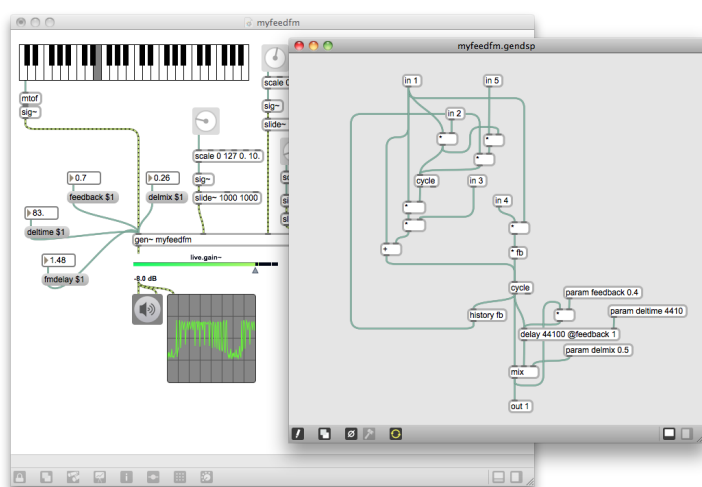 myfeedfm
mtof
sig~
scale 0
sig~
slide~
scale 0 127 0. 10.
sig~
slide~ 1000 1000
0.7
feedback $1
0.26
delmix $1
83.
deltime $1
1.48
fmdelay $1
gen~ myfeedfm
live.gain~
-8.0 dB
myfeedfm.gendsp
in 1
in 5
in 2
*
*
*
cycle
in 3
*
*
in 4
*
+
* fb
cycle
history fb
param feedback 0.4
*
param deltime 4410
delay 44100 @feedback 1
param delmix 0.5
mix
out 1